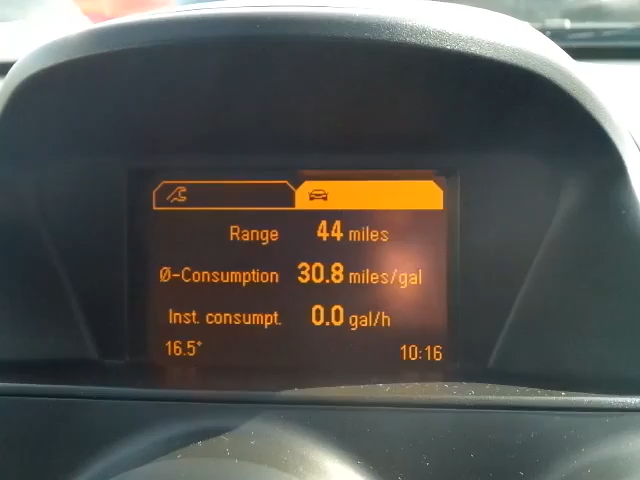 Range 44 miles
Ø-Consumption 30.8 miles/gal
Inst. consumpt. 0.0 gal/h
16.5° 10:16